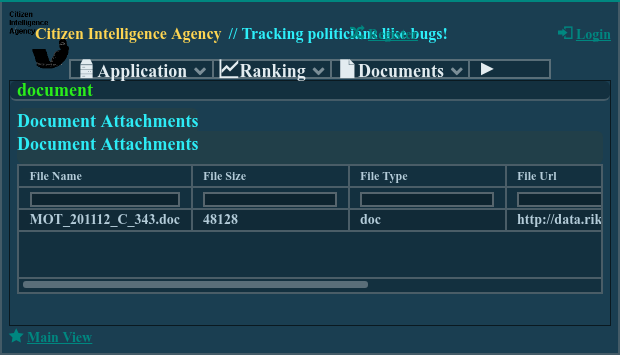 Citizen
Intelligence
Agency
Citizen Intelligence Agency // Tracking politicians like bugs!
Register
Login
Application Ranking Documents
document
Document Attachments
Document Attachments
File Name File Size File Type File Url
MOT_201112_C_343.doc 48128 doc http://data.rik
Main View